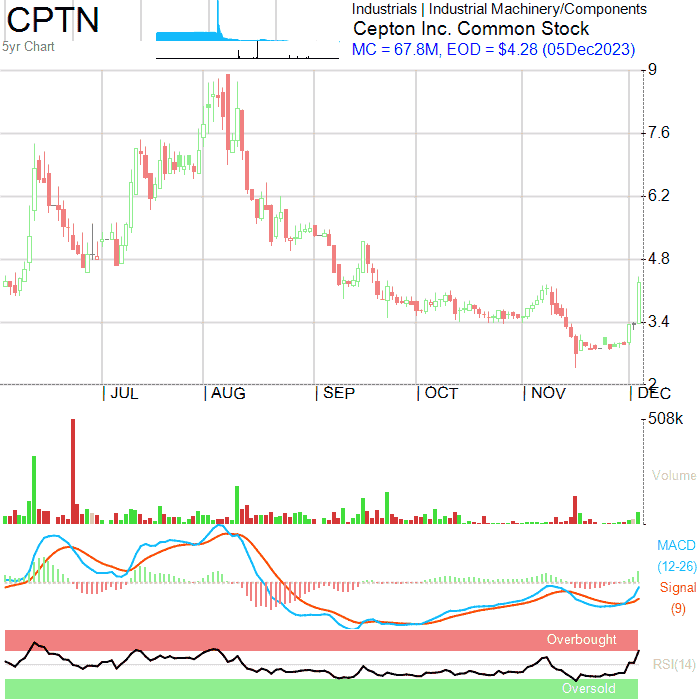 CPTN
5yr Chart
Industrials | Industrial Machinery/Components
Cepton Inc. Common Stock
MC = 67.8M, EOD = $4.28 (05Dec2023)
9
7.6
6.2
4.8
3.4
2
| JUL | AUG | SEP | OCT | NOV | DEC
508k
Volume
MACD
(12-26)
Signal
(9)
Overbought
RSI(14)
Oversold